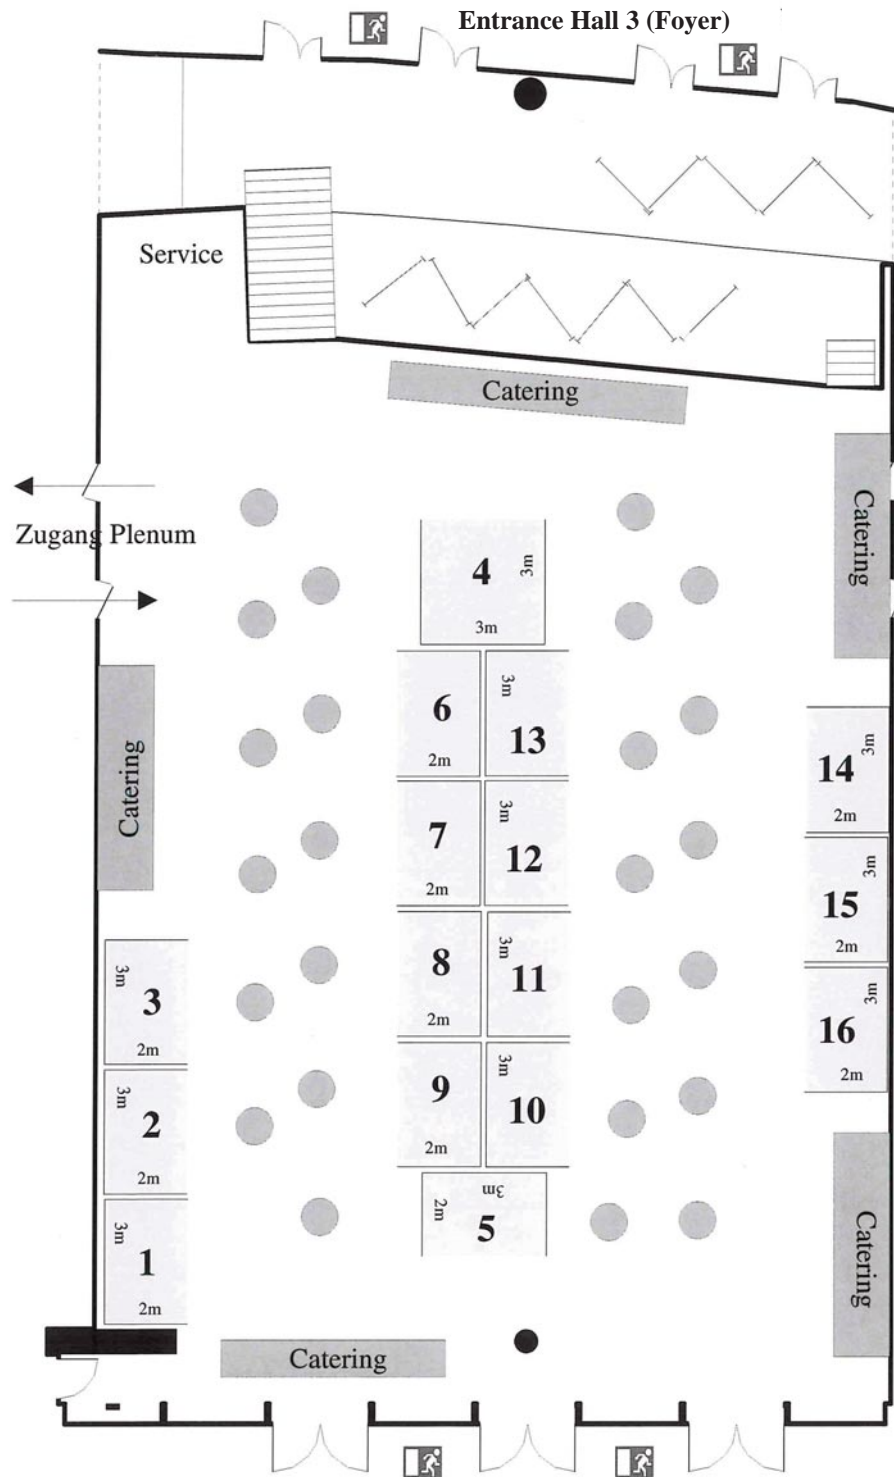 Entrance Hall 3 (Foyer)
Service
Catering
Catering
Zugang Plenum
4
3m
3m
6
2m
3m
13
Catering
14
3m
2m
7
2m
3m
12
15
3m
2m
3m
3
2m
8
2m
3m
11
16
3m
2m
3m
2
2m
9
2m
3m
10
3m
2m
5
3m
1
2m
Catering
Catering